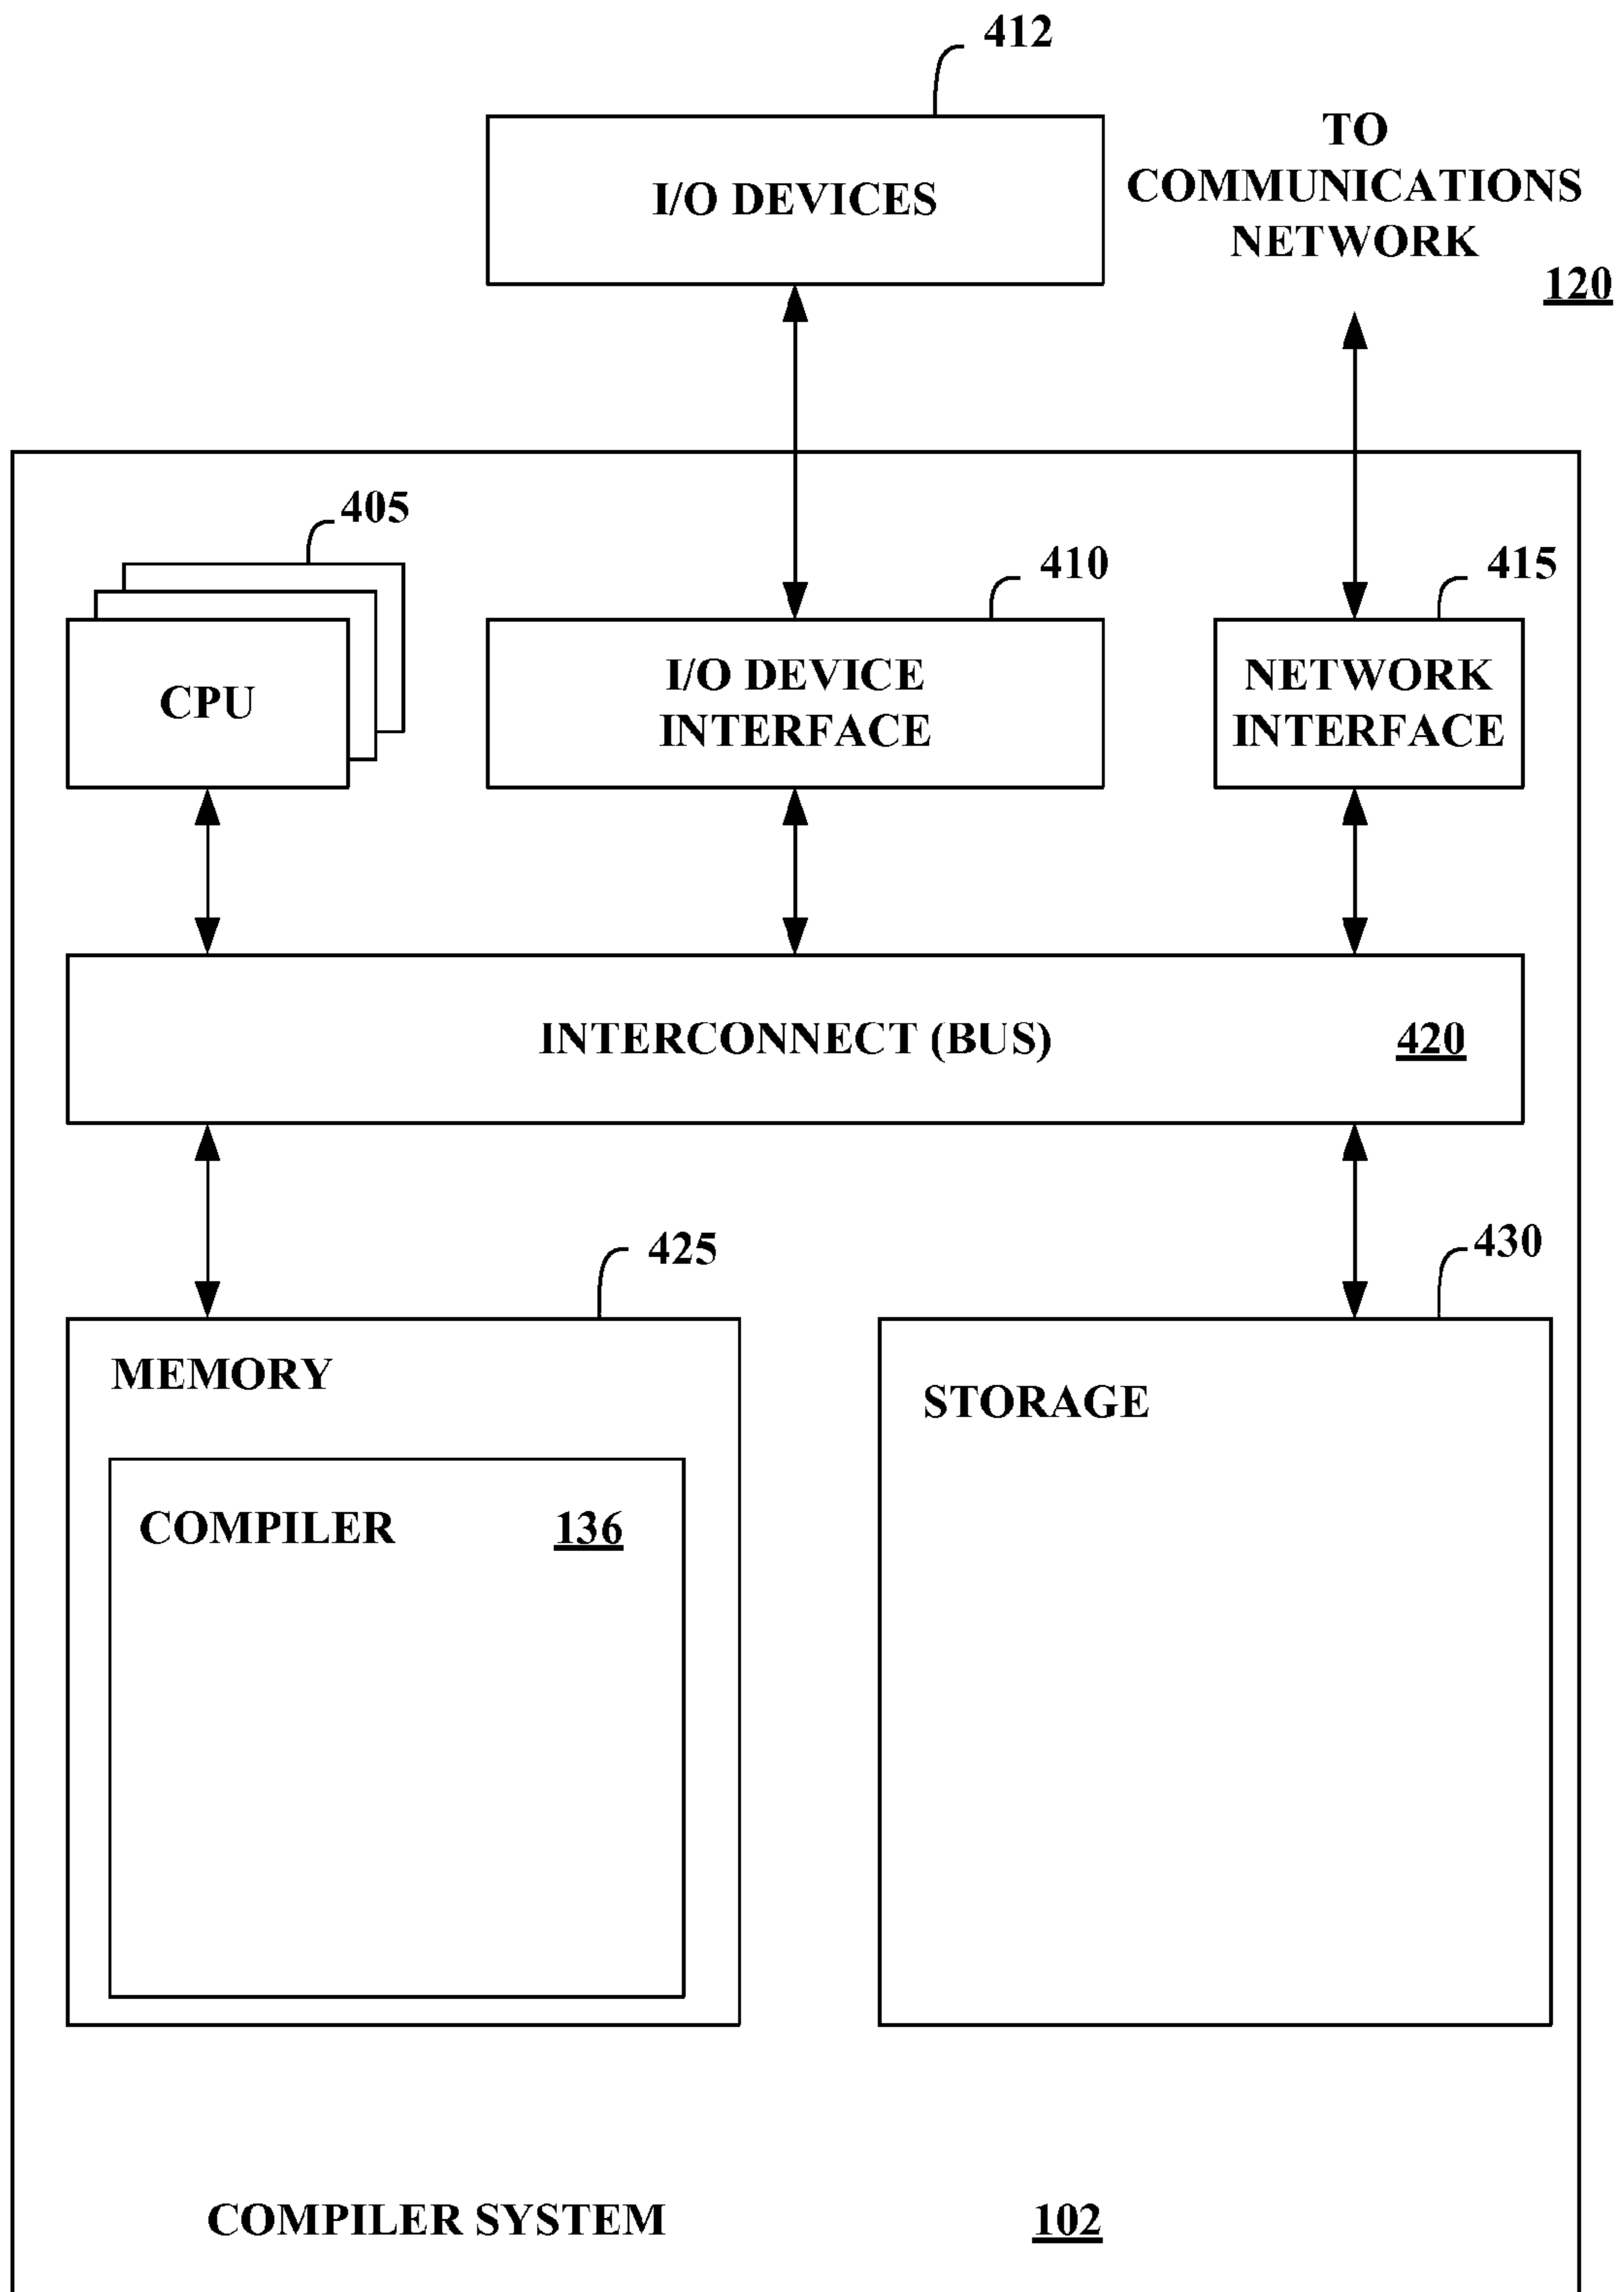 412
I/O DEVICES
TO
COMMUNICATIONS
NETWORK
120
405
410
415
CPU
I/O DEVICE
INTERFACE
NETWORK
INTERFACE
INTERCONNECT (BUS)
420
425
430
MEMORY
STORAGE
COMPILER
136
COMPILER SYSTEM
102